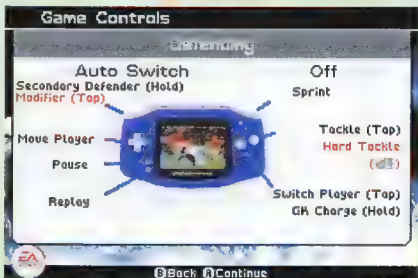 Game Controls
Defending
Auto Switch Off
Secondary Defender (Hold)
Modifier (Tap)
Sprint
Move Player
Tackle (Tap)
Hard Tackle
Pause
Replay
Switch Player (Tap)
GK Charge (Hold)
EA
B Back A Continue